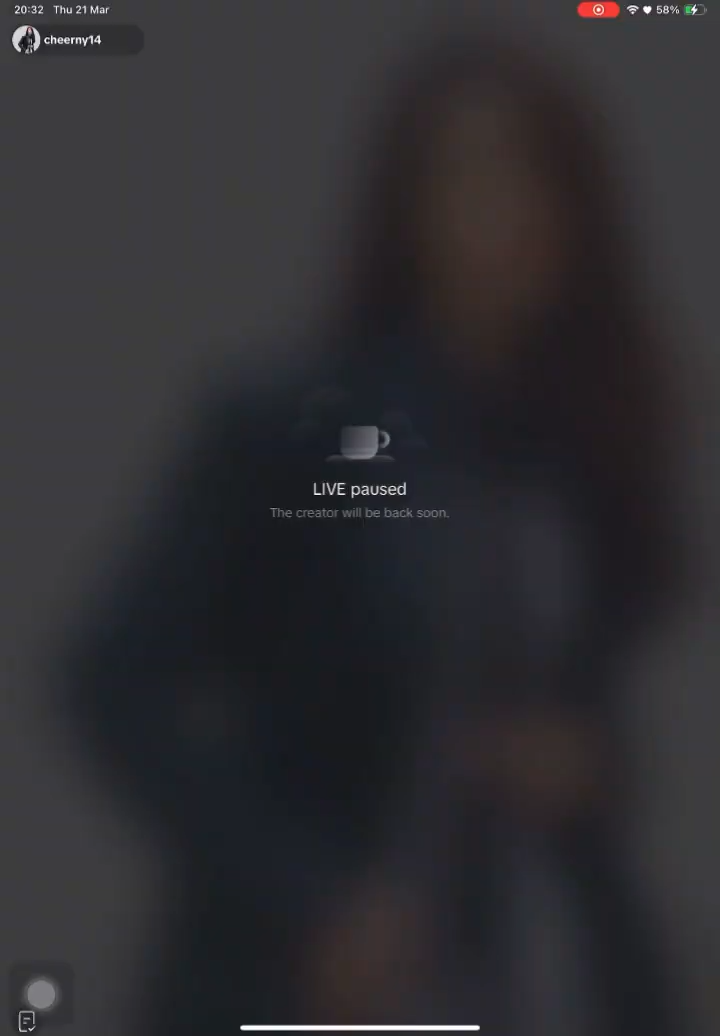 20:32 Thu 21 Mar
58%
cheerny14
LIVE paused
The creator will be back soon.